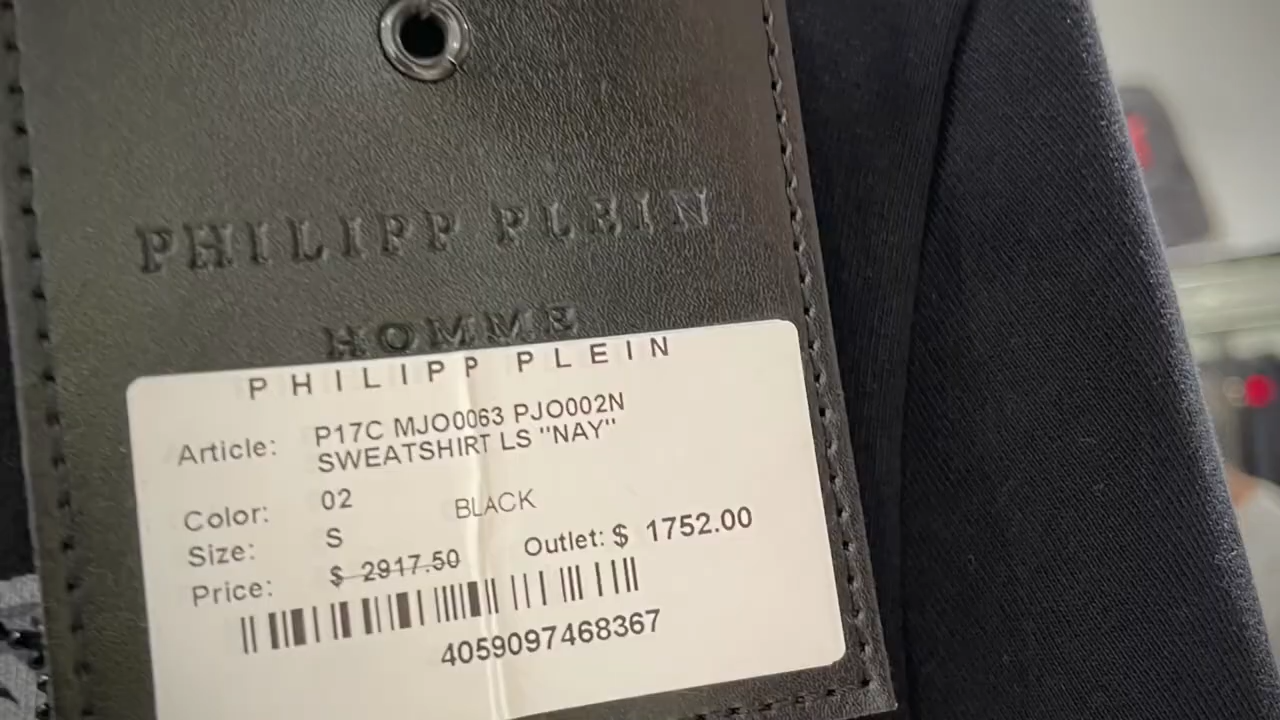 PHILIPP PLEIN
HOMME
PHILIPP PLEIN
Article: P17C MJO0063 PJO002N
SWEATSHIRT LS "NAY"
Color: 02 BLACK
Size: S
Price: $ 2917.50 Outlet: $ 1752.00
4059097468367